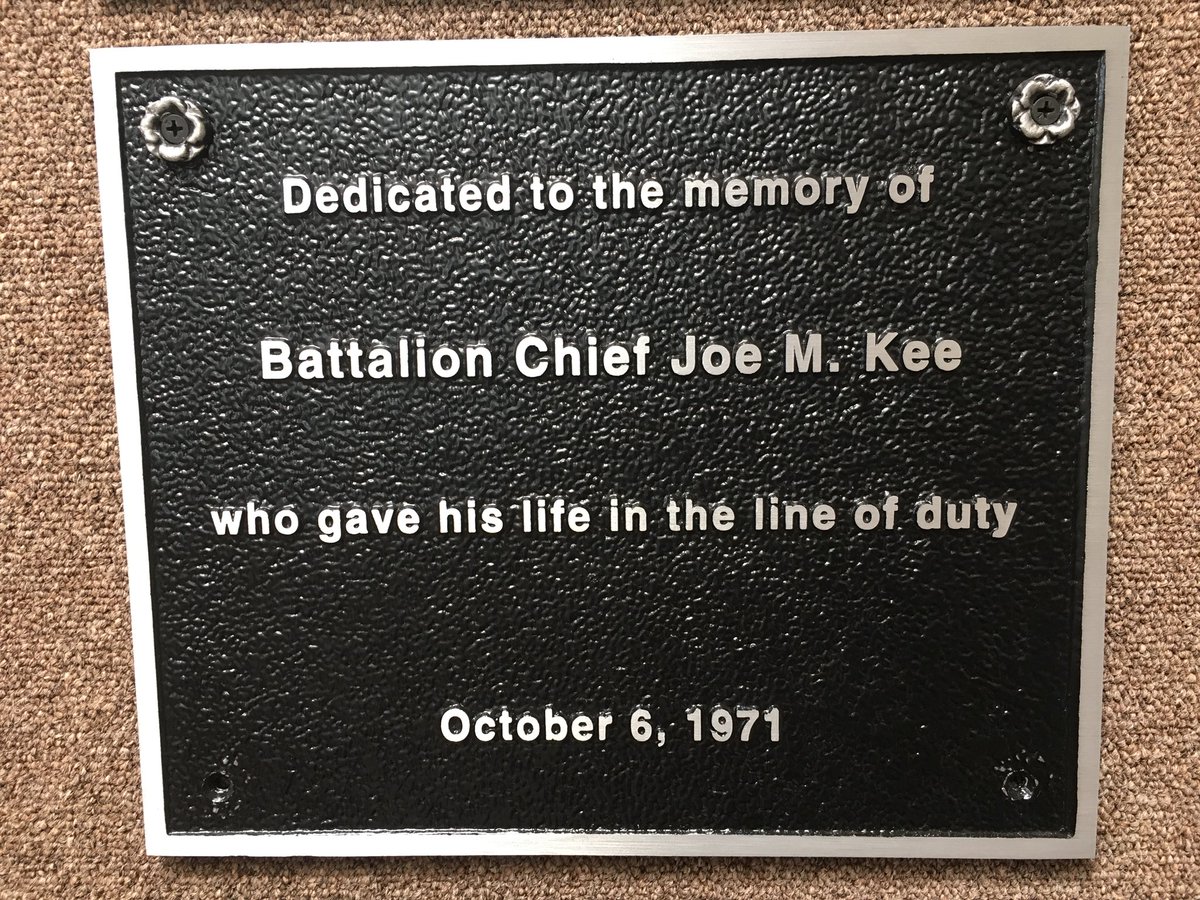 Dedicated to the memory of
Battalion Chief Joe M. Kee
who gave his life in the line of duty
October 6, 1971